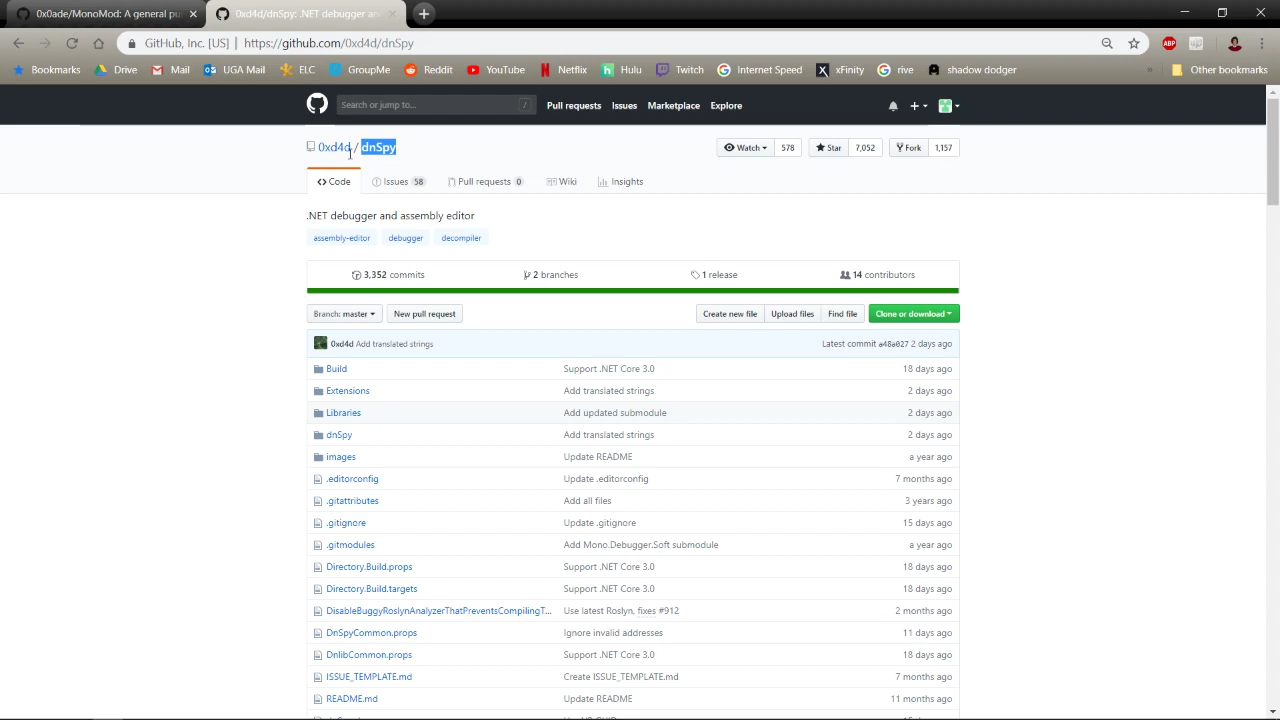 0x0ade/MonoMod: A general pu
0xd4d/dnSpy: .NET debugger an
GitHub, Inc. [US] | https://github.com/0xd4d/dnSpy
ABP
Bookmarks Drive Mail UGA Mail ELC GroupMe Reddit YouTube Netflix Hulu Twitch Internet Speed xFinity rive shadow dodger » Other bookmarks
Search or jump to... / Pull requests Issues Marketplace Explore
0xd4d / dnSpy Watch 578 Star 7,052 Fork 1,157
Code Issues 58 Pull requests 0 Wiki Insights
.NET debugger and assembly editor
assembly-editor debugger decompiler
3,352 commits 2 branches 1 release 14 contributors
Branch: master New pull request Create new file Upload files Find file Clone or download
0xd4d Add translated strings Latest commit a48a027 2 days ago
Build Support .NET Core 3.0 18 days ago
Extensions Add translated strings 2 days ago
Libraries Add updated submodule 2 days ago
dnSpy Add translated strings 2 days ago
images Update README a year ago
.editorconfig Update .editorconfig 7 months ago
.gitattributes Add all files 3 years ago
.gitignore Update .gitignore 15 days ago
.gitmodules Add Mono.Debugger.Soft submodule a year ago
Directory.Build.props Support .NET Core 3.0 18 days ago
Directory.Build.targets Support .NET Core 3.0 18 days ago
DisableBuggyRoslynAnalyzerThatPreventsCompilingT... Use latest Roslyn, fixes #912 2 months ago
DnSpyCommon.props Ignore invalid addresses 11 days ago
DnlibCommon.props Support .NET Core 3.0 18 days ago
ISSUE_TEMPLATE.md Create ISSUE_TEMPLATE.md 7 months ago
README.md Update README 11 months ago